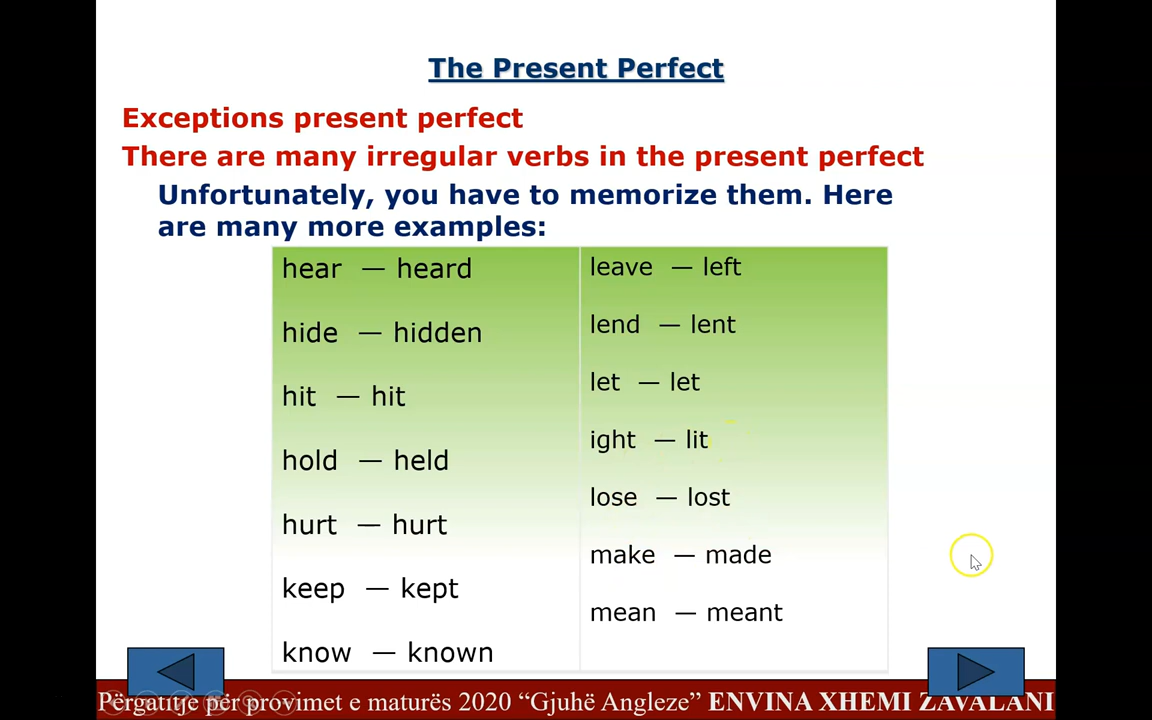 The Present Perfect
Exceptions present perfect
There are many irregular verbs in the present perfect
Unfortunately, you have to memorize them. Here
are many more examples:
hear — heard
hide — hidden
hit — hit
hold — held
hurt — hurt
keep — kept
know — known
leave — left
lend — lent
let — let
ight — lit
lose — lost
make — made
mean — meant
Përgatitje për provimet e maturës 2020 “Gjuhë Angleze” ENVINA XHEMI ZAVALANI